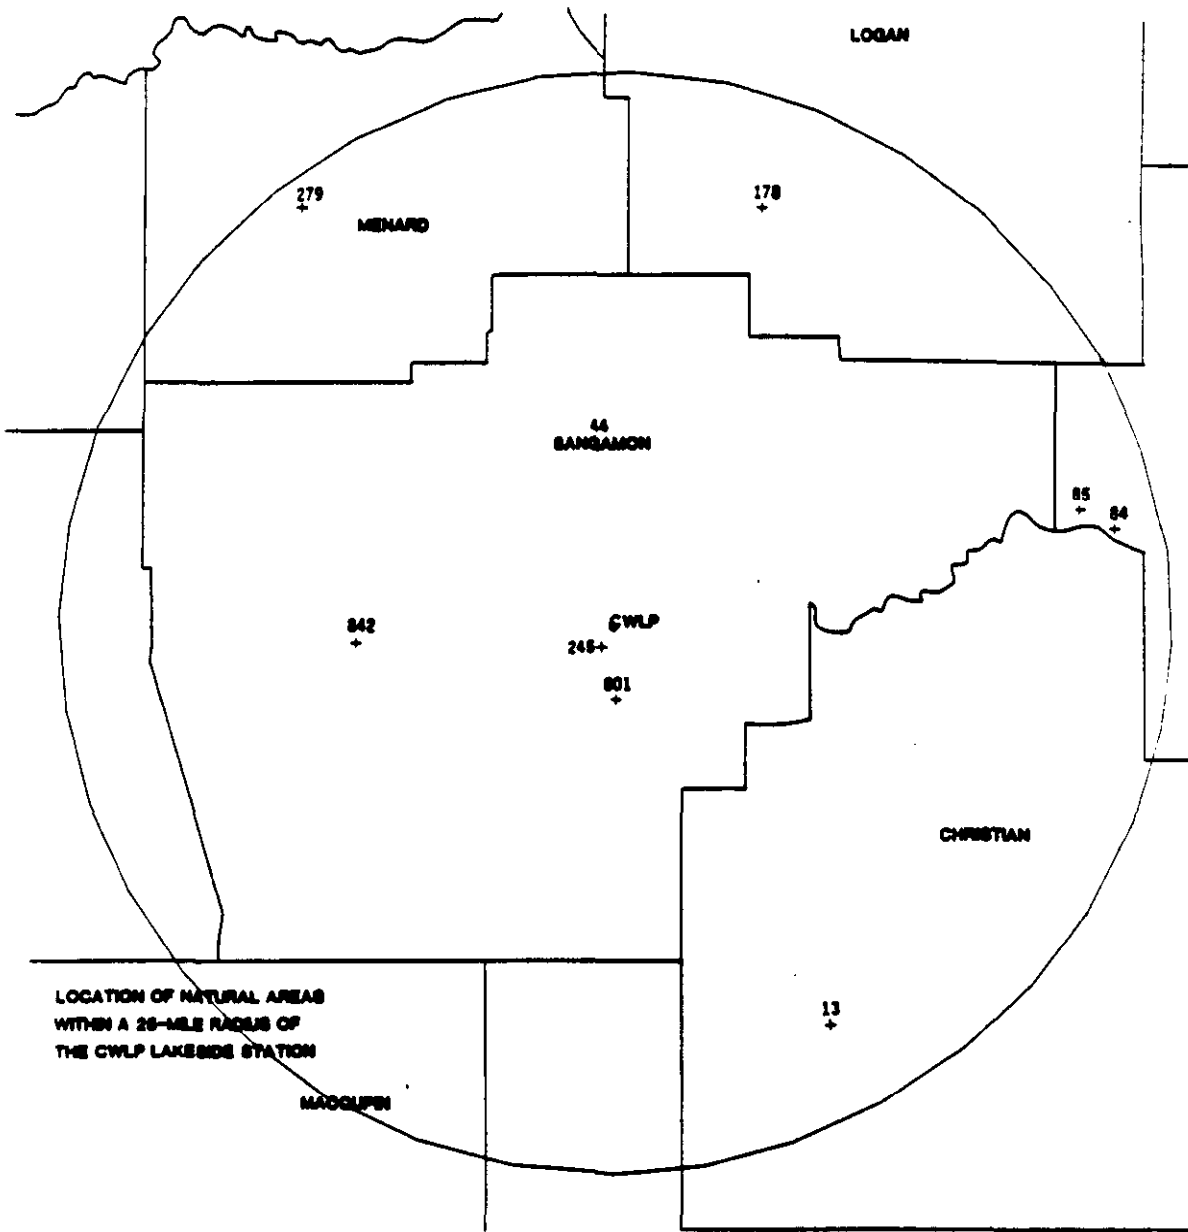 LOGAN
279
178
MENARD
44
SANGAMON
85
84
842
CWLP
245
801
CHRISTIAN
13
LOCATION OF NATURAL AREAS
WITHIN A 25-MILE RADIUS OF
THE CWLP LAKESIDE STATION
MACOUPIN